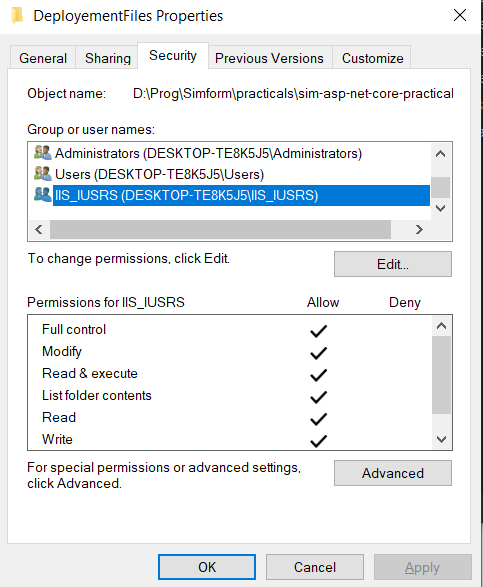 DeployementFiles Properties
General Sharing Security Previous Versions Customize
Object name: D:\Prog\Simform\practicals\sim-asp-net-core-practical
Group or user names:
Administrators (DESKTOP-TE8K5J5\Administrators)
Users (DESKTOP-TE8K5J5\Users)
IIS_IUSRS (DESKTOP-TE8K5J5\IIS_IUSRS)
To change permissions, click Edit.
Edit...
Permissions for IIS_IUSRS Allow Deny
Full control
Modify
Read & execute
List folder contents
Read
Write
For special permissions or advanced settings,
click Advanced.
Advanced
OK Cancel Apply